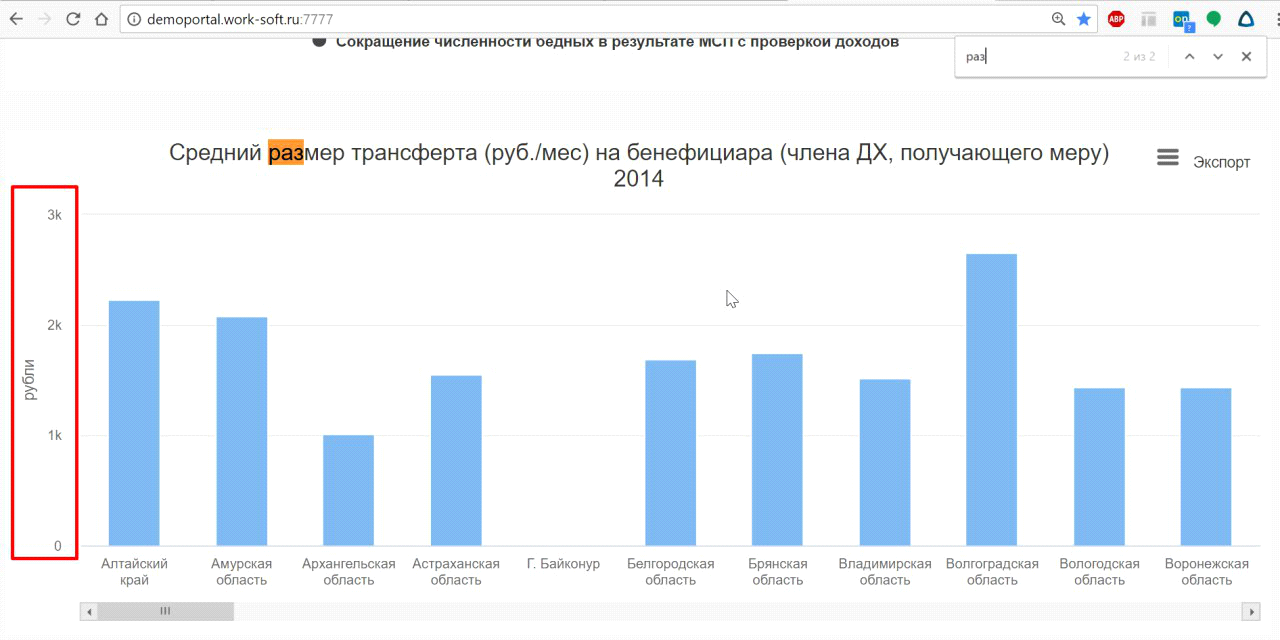 demoportal.work-soft.ru:7777
ABP
Сокращение численности бедных в результате МСП с проверкой доходов
раз
2 из 2
Средний размер трансферта (руб./мес) на бенефициара (члена ДХ, получающего меру)
2014
Экспорт
3k
2k
1k
0
рубли
Алтайский
край
Амурская
область
Архангельская
область
Астраханская
область
Г. Байконур
Белгородская
область
Брянская
область
Владимирская
область
Волгоградская
область
Вологодская
область
Воронежская
область